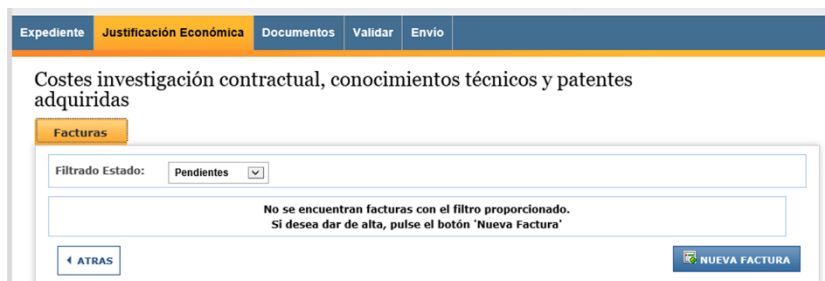 Expediente Justificación Económica Documentos Validar Envío
Costes investigación contractual, conocimientos técnicos y patentes
adquiridas
Facturas
Filtrado Estado: Pendientes
No se encuentran facturas con el filtro proporcionado.
Si desea dar de alta, pulse el botón 'Nueva Factura'
ATRAS NUEVA FACTURA